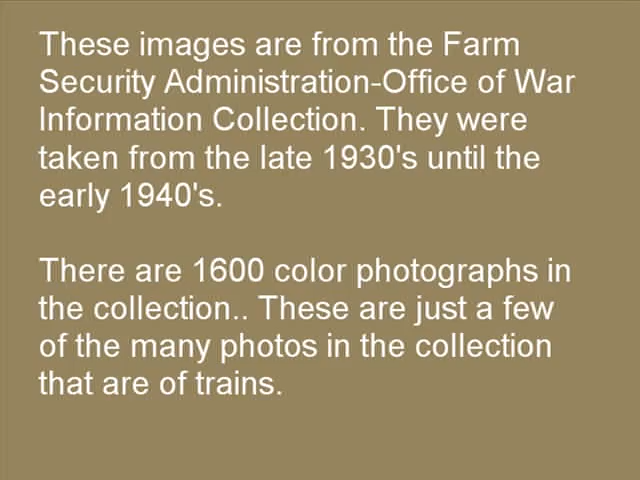 These images are from the Farm
Security Administration-Office of War
Information Collection. They were
taken from the late 1930's until the
early 1940's.
There are 1600 color photographs in
the collection.. These are just a few
of the many photos in the collection
that are of trains.